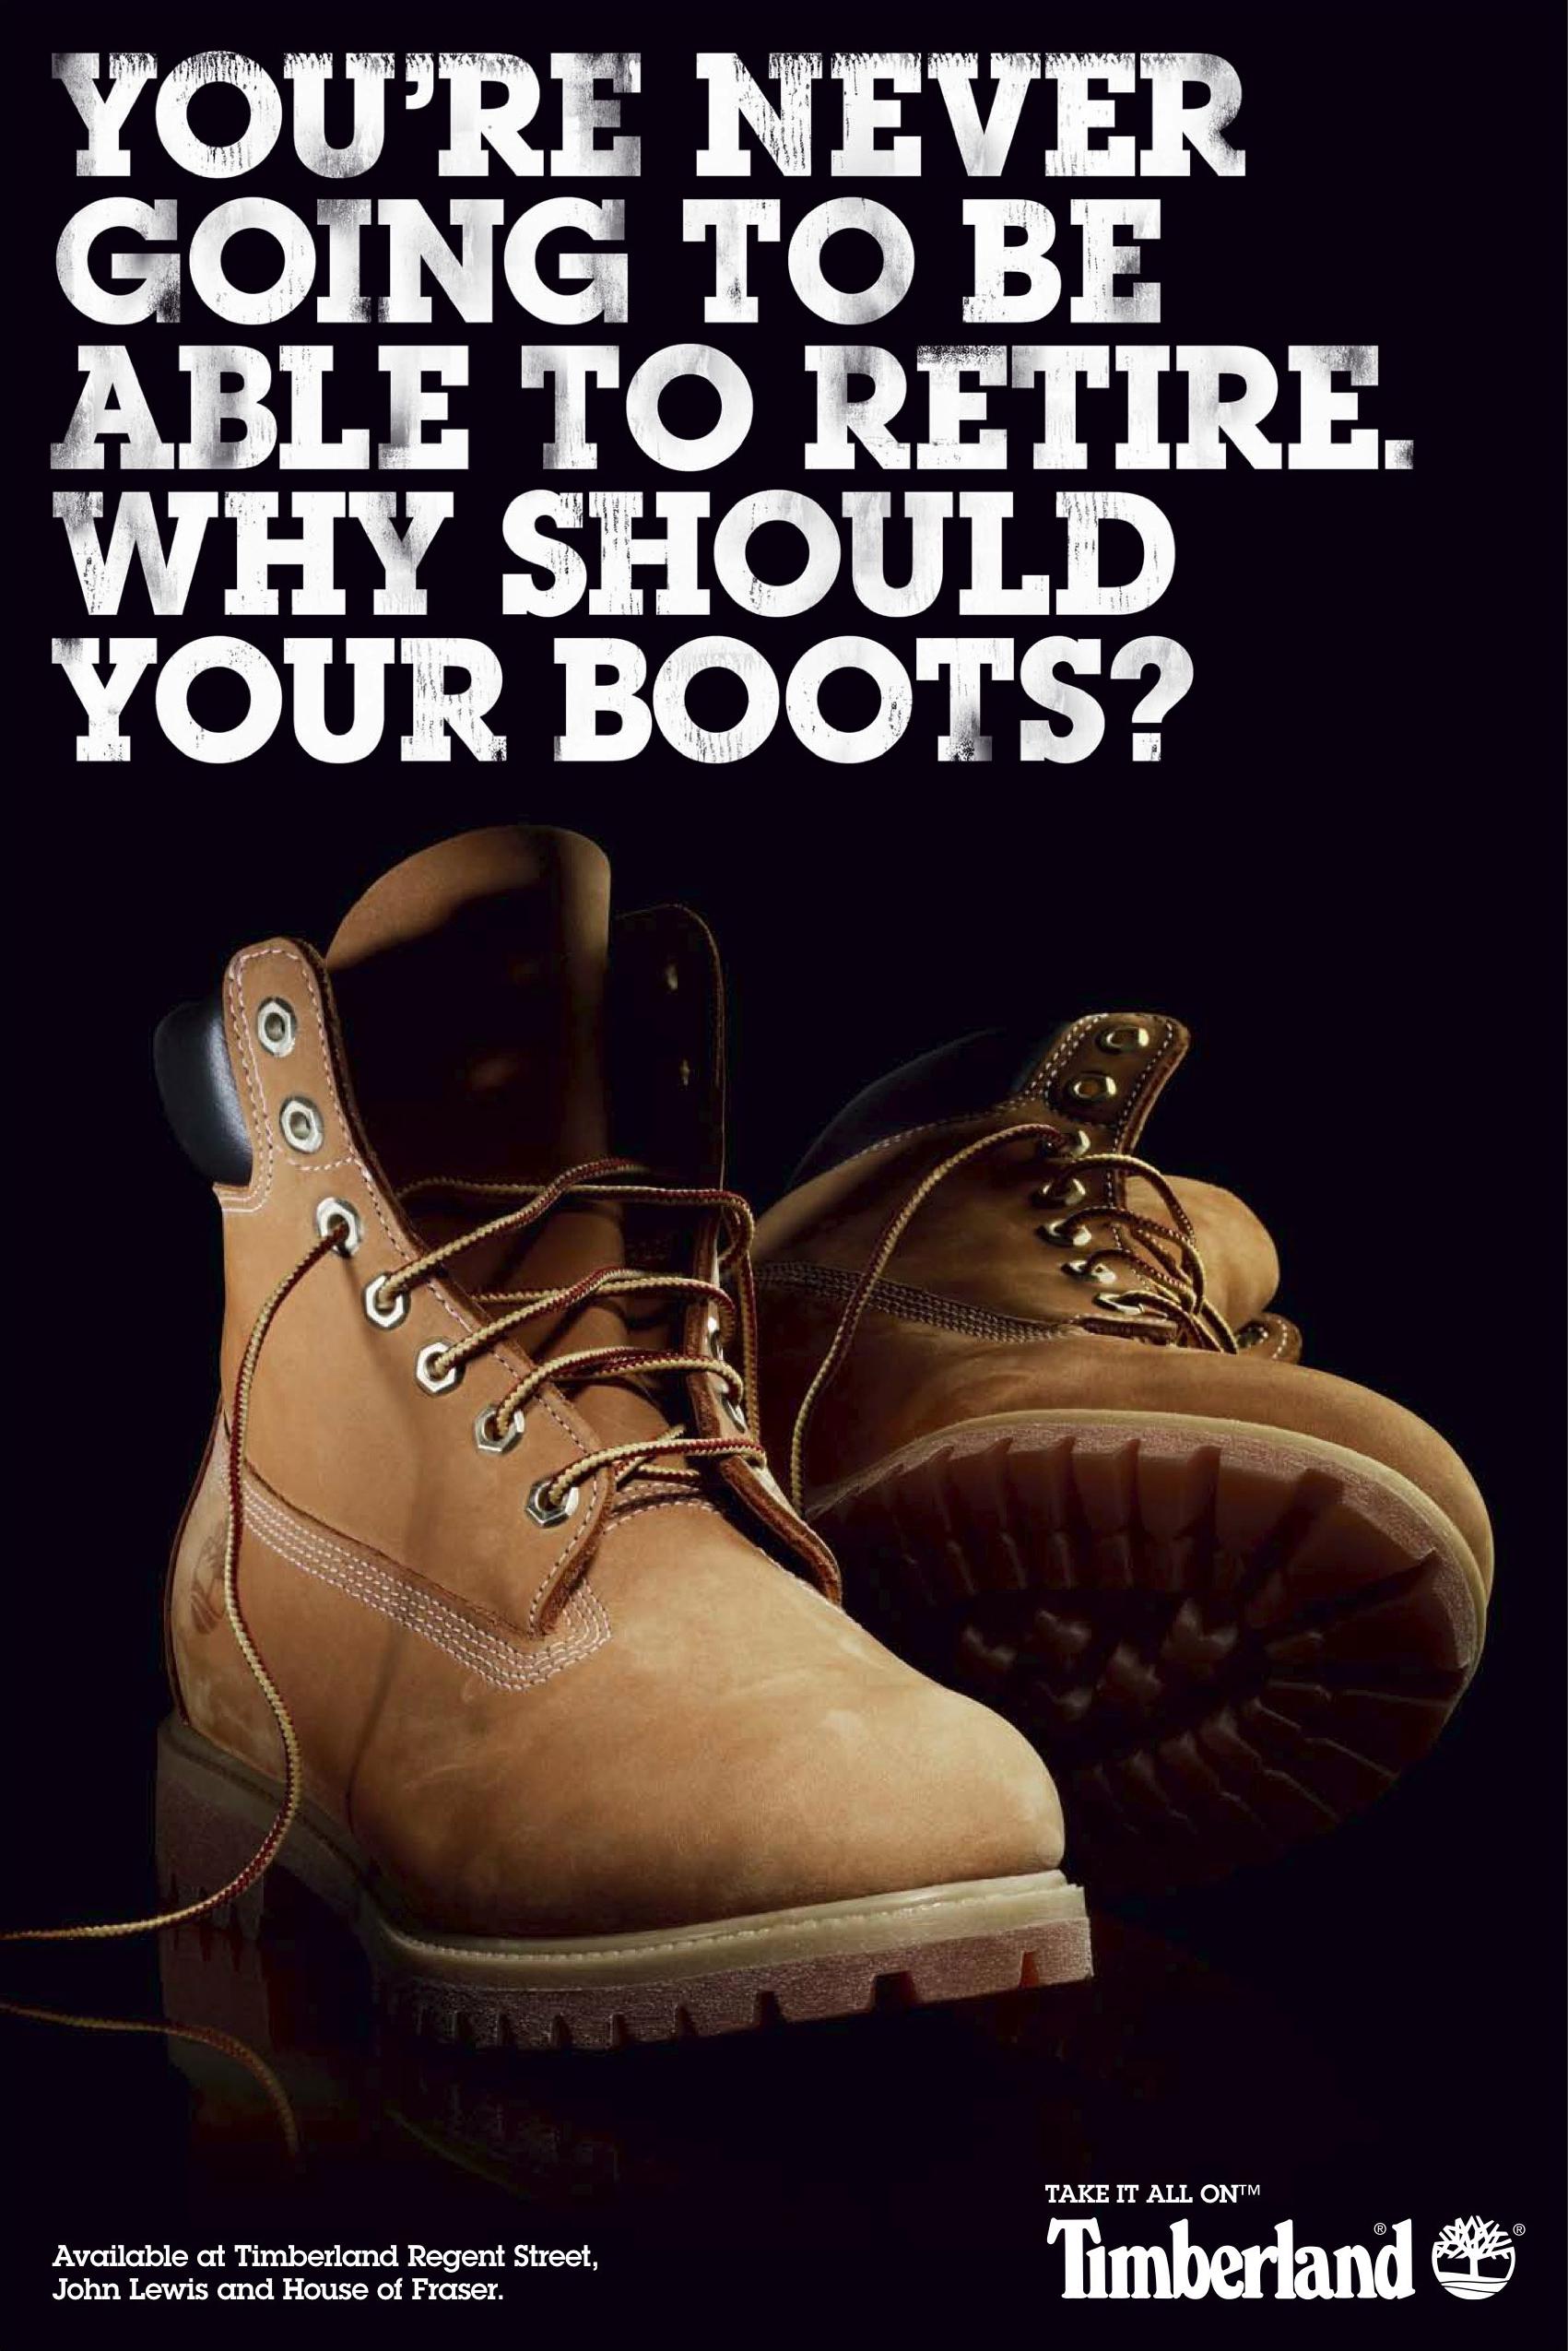 YOU'RE NEVER
GOING TO BE
ABLE TO RETIRE.
WHY SHOULD
YOUR BOOTS?
TAKE IT ALL ON™
Timberland®
®
Available at Timberland Regent Street,
John Lewis and House of Fraser.